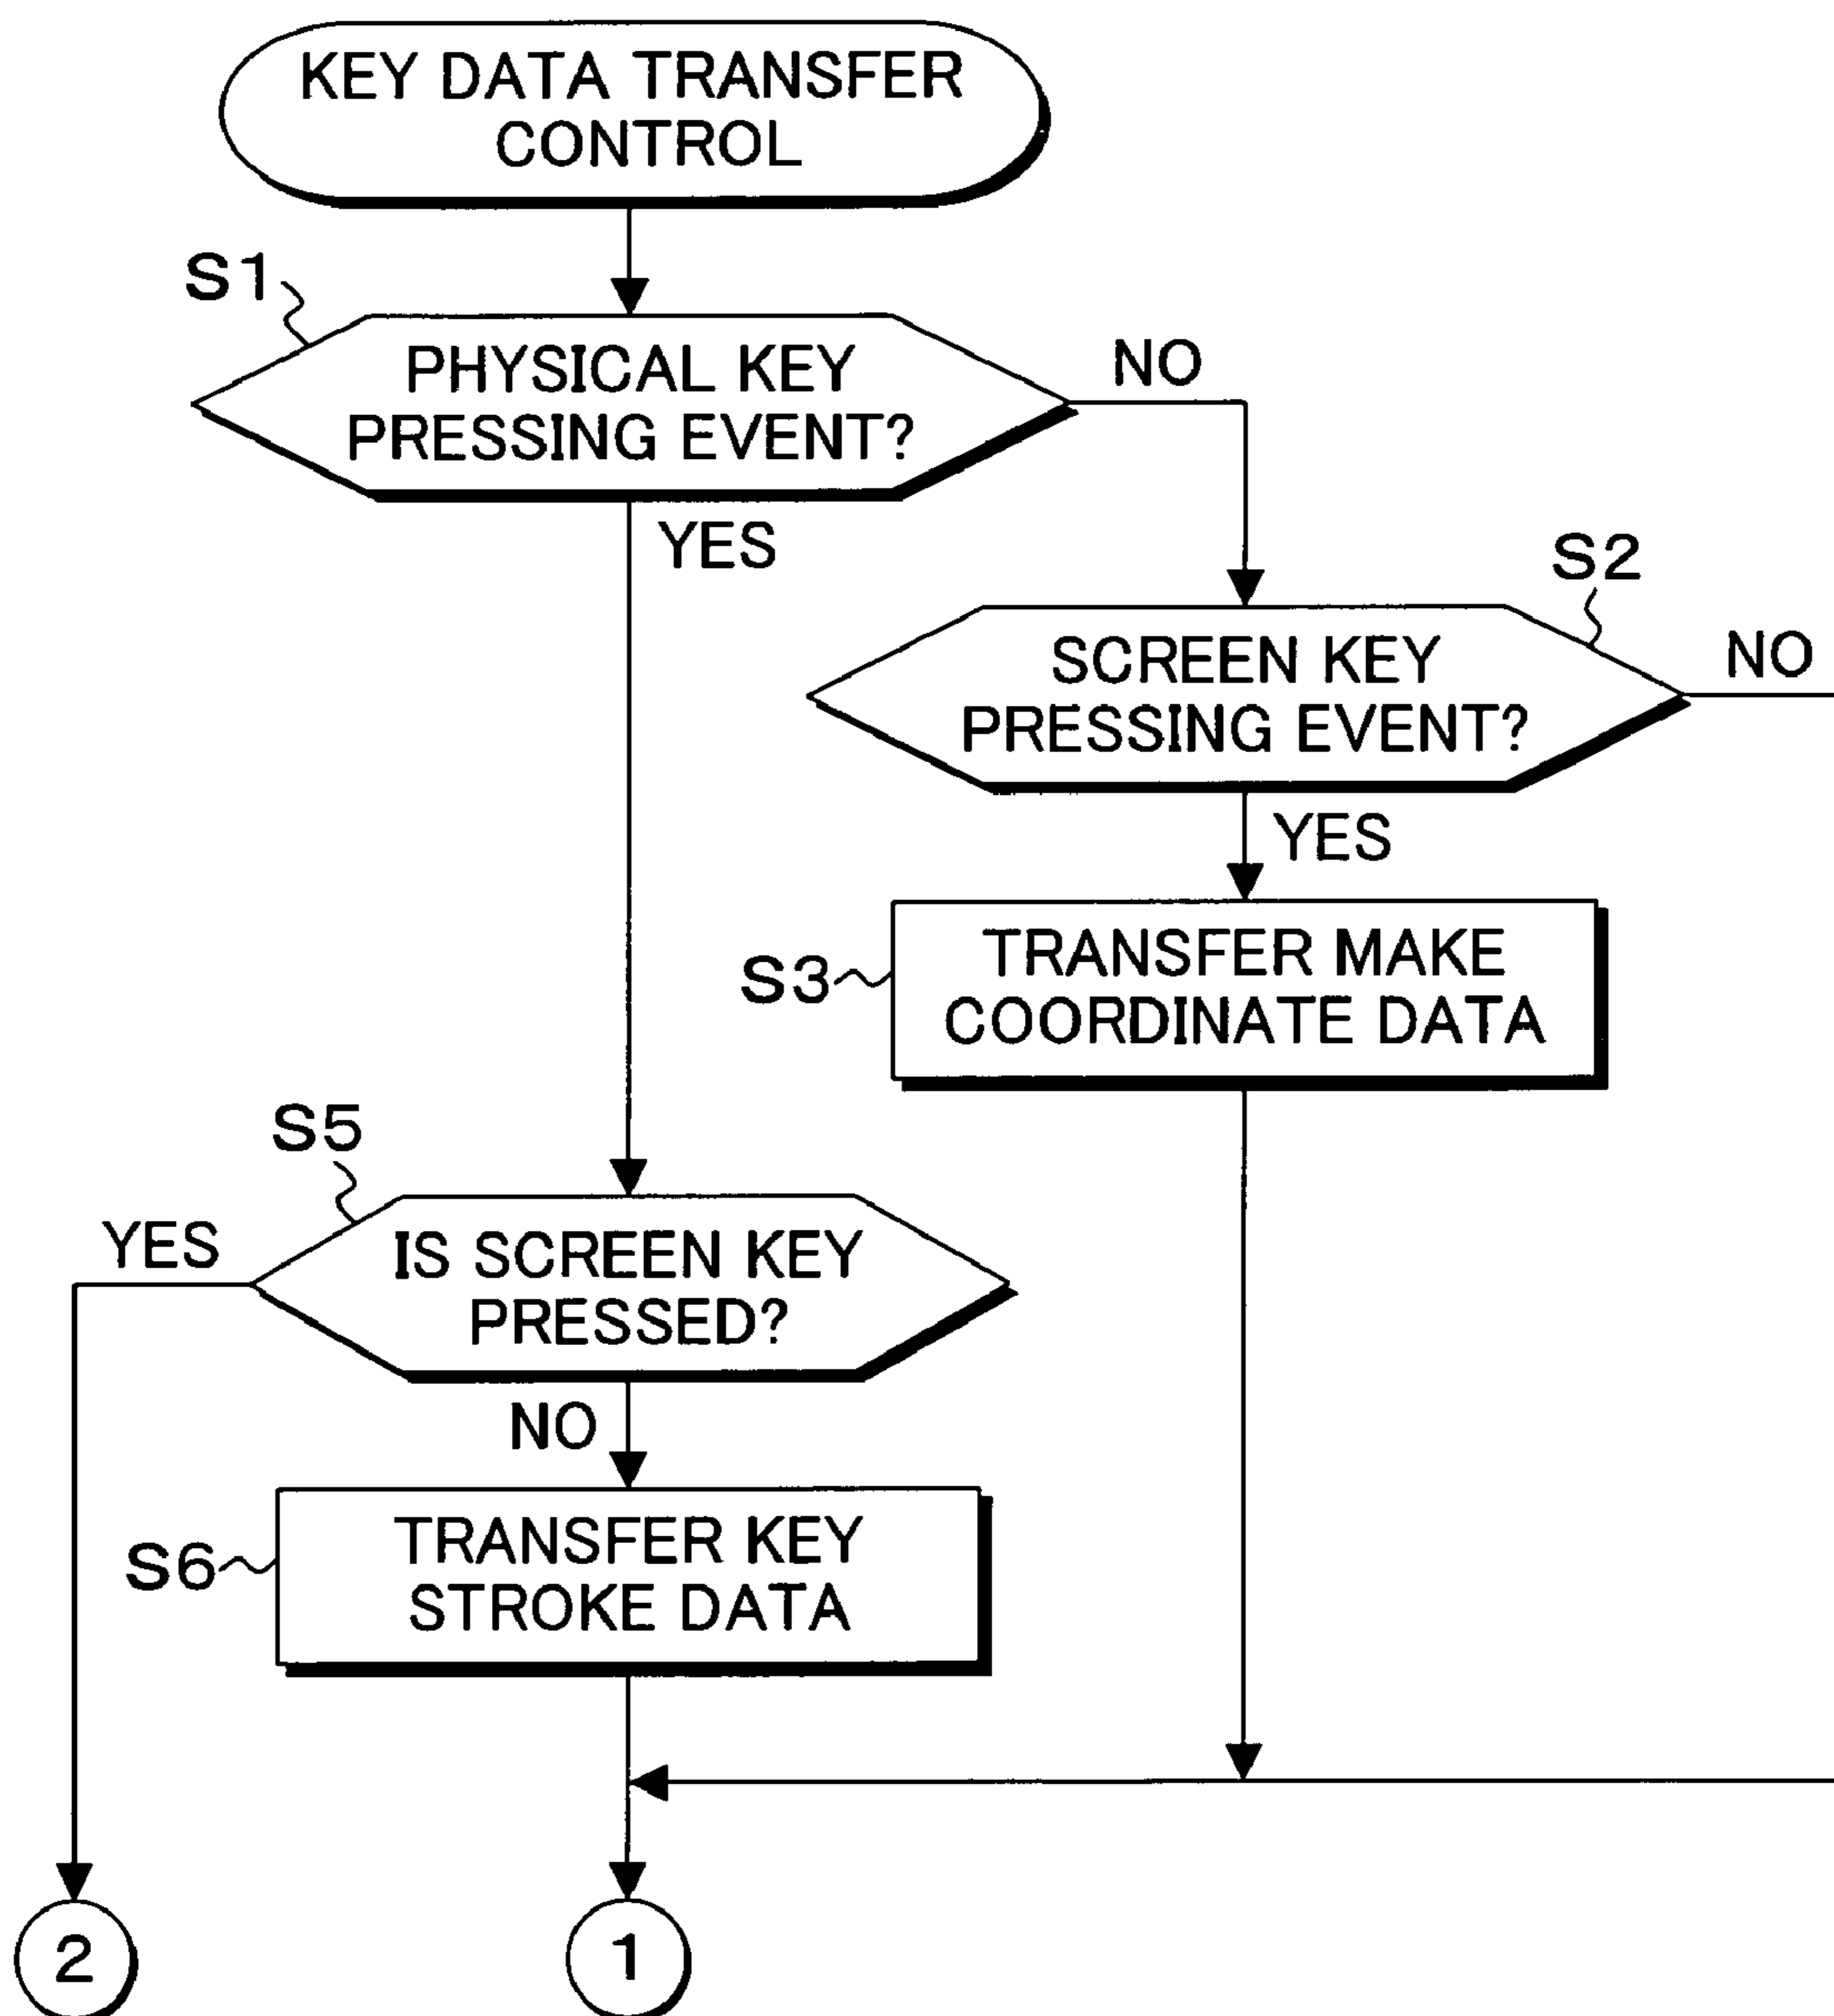 KEY DATA TRANSFER
CONTROL
S1
PHYSICAL KEY
PRESSING EVENT?
NO
YES
S2
SCREEN KEY
PRESSING EVENT?
NO
YES
S3
TRANSFER MAKE
COORDINATE DATA
S5
YES
IS SCREEN KEY
PRESSED?
NO
S6
TRANSFER KEY
STROKE DATA
2
1